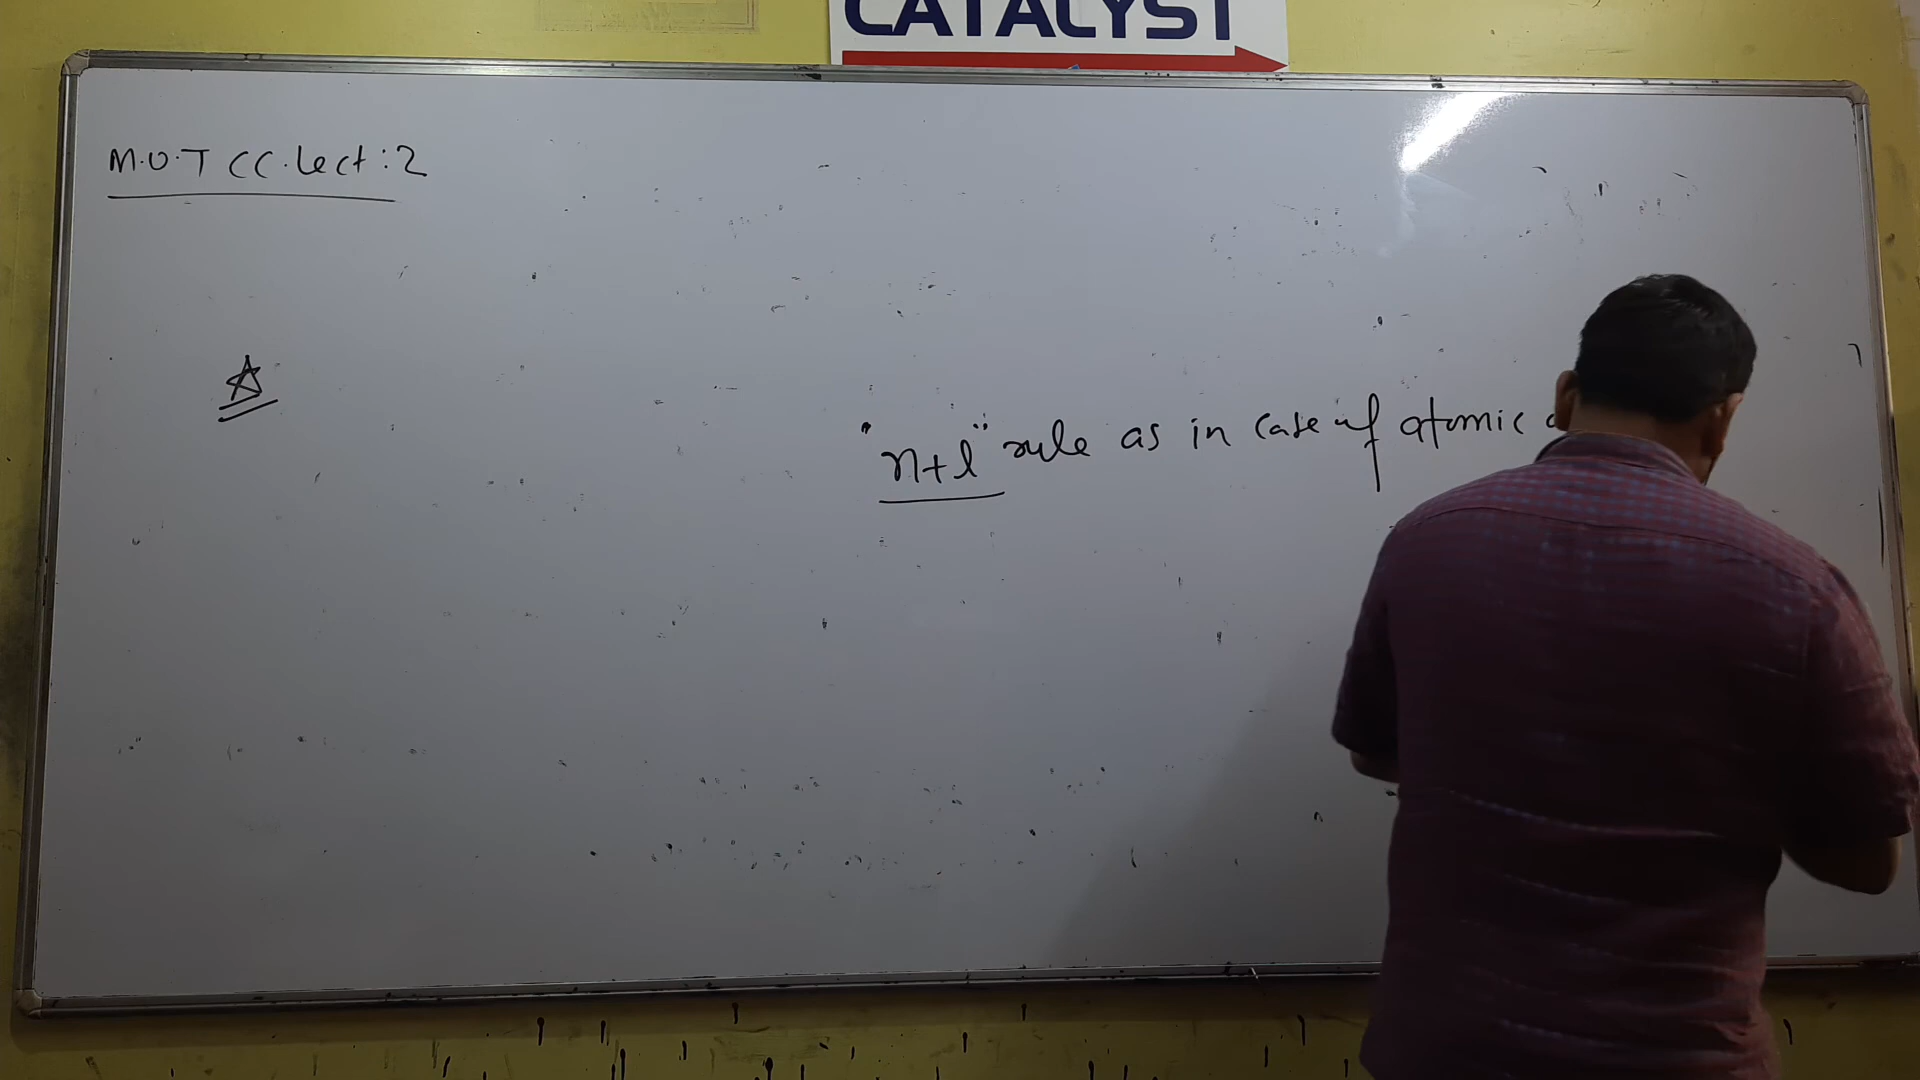 CATALYST
M.O.T CC.Lect:2
"n+l" rule as in case of atomic